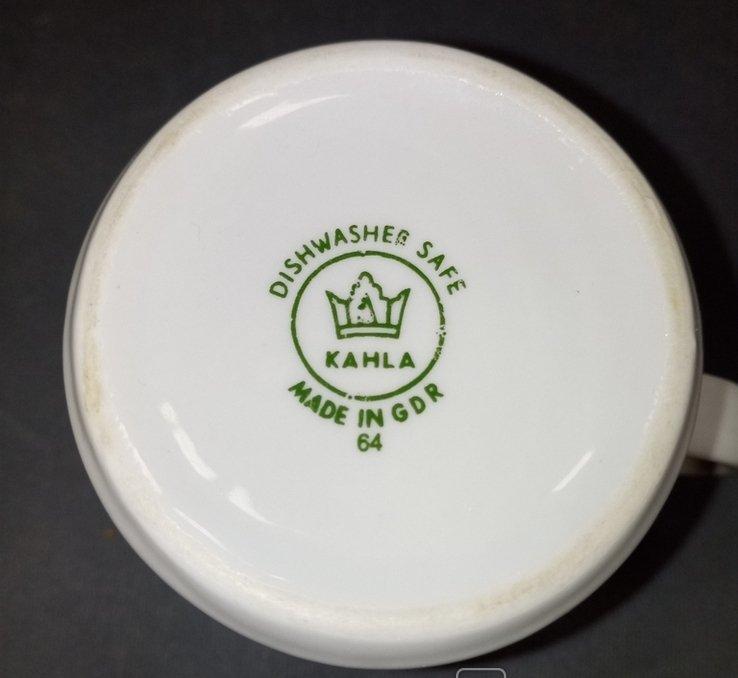 DISHWASHER SAFE
KAHLA
MADE IN GDR
64